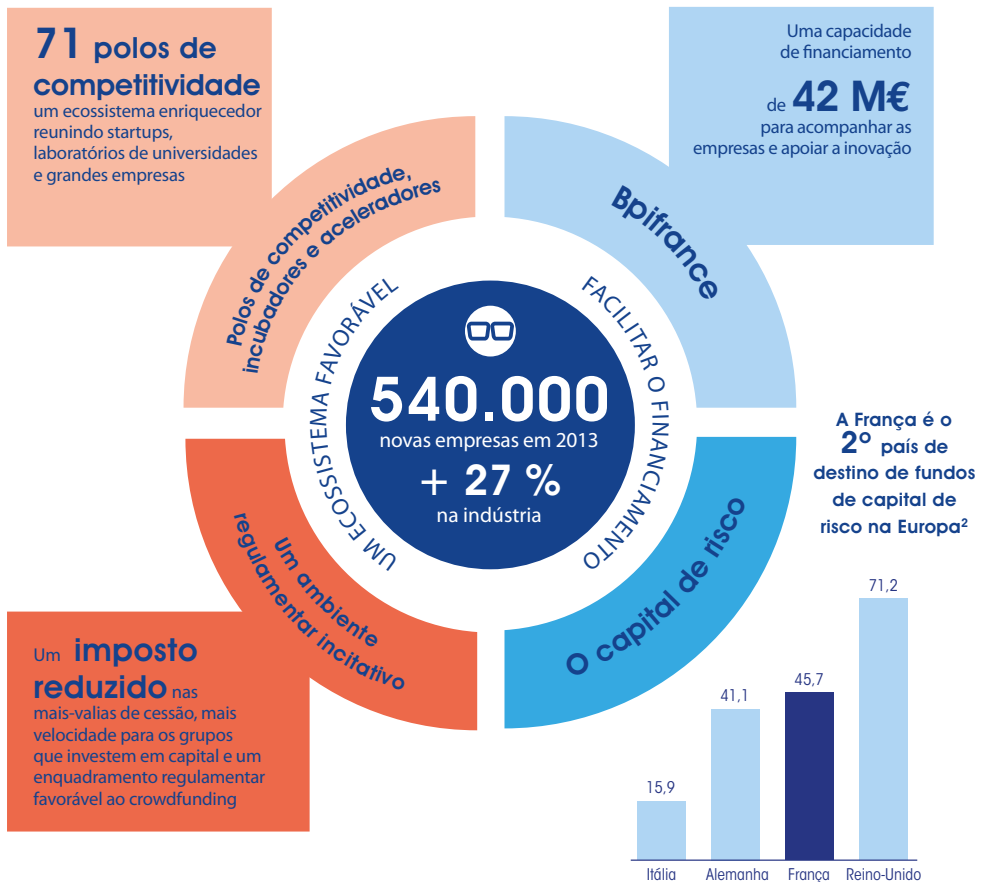 71 polos de
competitividade
um ecossistema enriquecedor
reunindo startups,
laboratórios de universidades
e grandes empresas
Uma capacidade
de financiamento
de 42 M€
para acompanhar as
empresas e apoiar a inovação
Polos de competitividade,
incubadores e aceleradores
Bpifrance
UM ECOSSISTEMA FAVORÁVEL
FACILITAR O FINANCIAMENTO
540.000
novas empresas em 2013
+ 27 %
na indústria
Um ambiente
regulamentar incitativo
O capital de risco
Um imposto
reduzido nas
mais-valias de cessão, mais
velocidade para os grupos
que investem em capital e um
enquadramento regulamentar
favorável ao crowdfunding
A França é o
2º país de
destino de fundos
de capital de
risco na Europa²
15,9
41,1
45,7
71,2
Itália
Alemanha
França
Reino-Unido